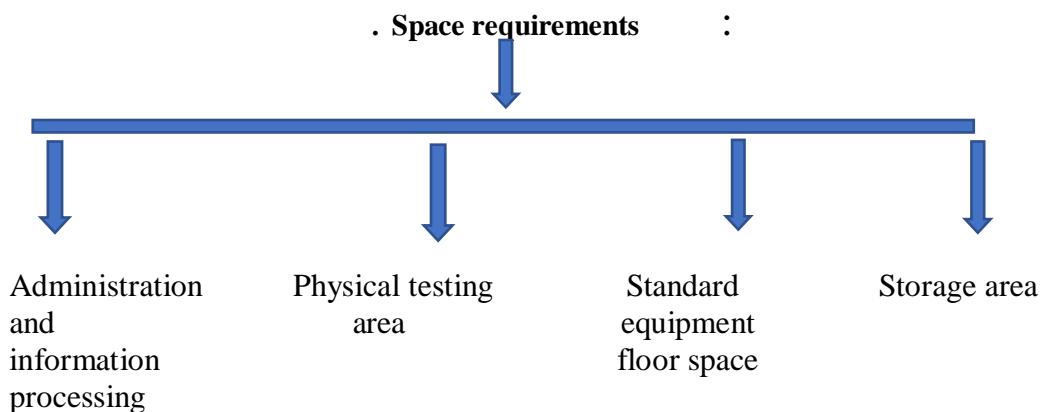 . Space requirements :
Administration and information processing
Physical testing area
Standard equipment floor space
Storage area